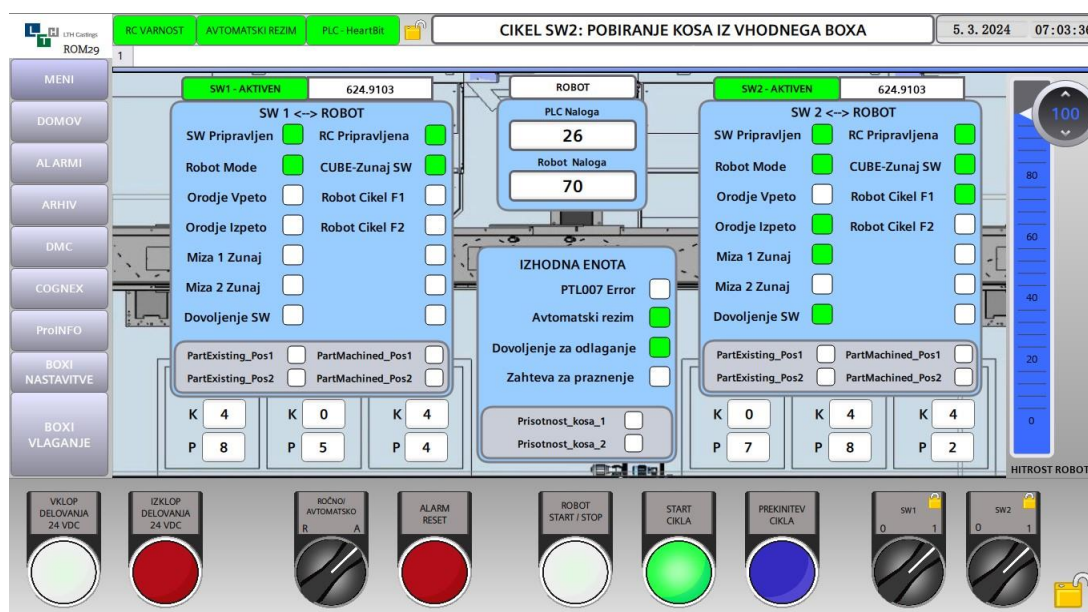 LTH Castings
ROM29
RC VARNOST
AVTOMATSKI REZIM
PLC - HeartBit
CIKEL SW2: POBIRANJE KOSA IZ VHODNEGA BOXA
5. 3. 2024
07:03:36
1
MENI
DOMOV
ALARMI
ARHIV
DMC
COGNEX
ProINFO
BOXI
NASTAVITVE
BOXI
VLAGANJE
SW1 - AKTIVEN
624.9103
SW 1 <--> ROBOT
SW Pripravljen
RC Pripravljena
Robot Mode
CUBE-Zunaj SW
Orodje Vpeto
Robot Cikel F1
Orodje Izpeto
Robot Cikel F2
Miza 1 Zunaj
Miza 2 Zunaj
Dovoljenje SW
PartExisting_Pos1
PartMachined_Pos1
PartExisting_Pos2
PartMachined_Pos2
K 4
K 0
K 4
P 8
P 5
P 4
ROBOT
PLC Naloga
26
Robot Naloga
70
IZHODNA ENOTA
PTL007 Error
Avtomatski rezim
Dovoljenje za odlaganje
Zahteva za praznenje
Prisotnost_kosa_1
Prisotnost_kosa_2
SW2 - AKTIVEN
624.9103
SW 2 <--> ROBOT
SW Pripravljen
RC Pripravljena
Robot Mode
CUBE-Zunaj SW
Orodje Vpeto
Robot Cikel F1
Orodje Izpeto
Robot Cikel F2
Miza 1 Zunaj
Miza 2 Zunaj
Dovoljenje SW
PartExisting_Pos1
PartMachined_Pos1
PartExisting_Pos2
PartMachined_Pos2
K 0
K 4
K 4
P 7
P 8
P 2
100
80
60
40
20
0
HITROST ROBOT
VKLOP
DELOVANJA
24 VDC
IZKLOP
DELOVANJA
24 VDC
ROČNO/
AVTOMATSKO
R A
ALARM
RESET
ROBOT
START / STOP
START
CIKLA
PREKINITEV
CIKLA
SW1
0 1
SW2
0 1